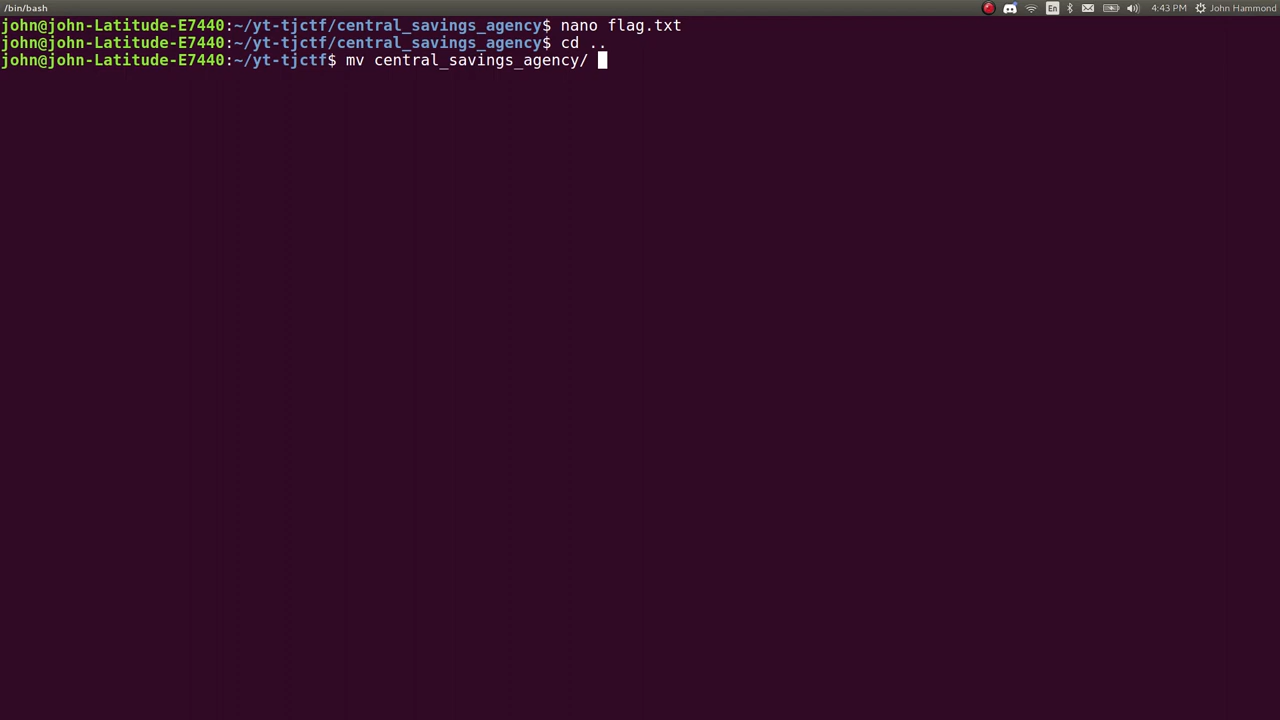 /bin/bash
En
4:43 PM
John Hammond
john@john-Latitude-E7440:~/yt-tjctf/central_savings_agency$ nano flag.txt
john@john-Latitude-E7440:~/yt-tjctf/central_savings_agency$ cd ..
john@john-Latitude-E7440:~/yt-tjctf$ mv central_savings_agency/